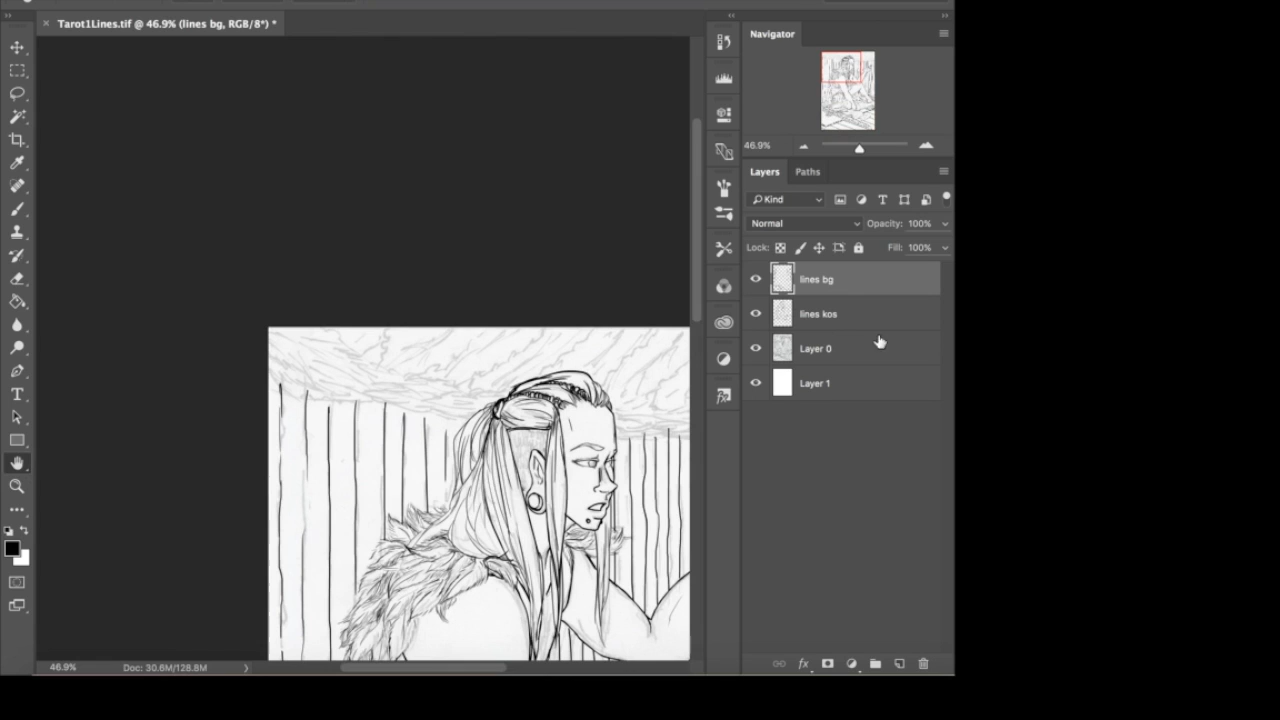 Tarot1Lines.tif @ 46.9% (lines bg, RGB/8*) *
Navigator
46.9%
Layers Paths
Kind
Normal Opacity: 100%
Lock: Fill: 100%
lines bg
lines kos
Layer 0
Layer 1
46.9% Doc: 30.6M/128.8M